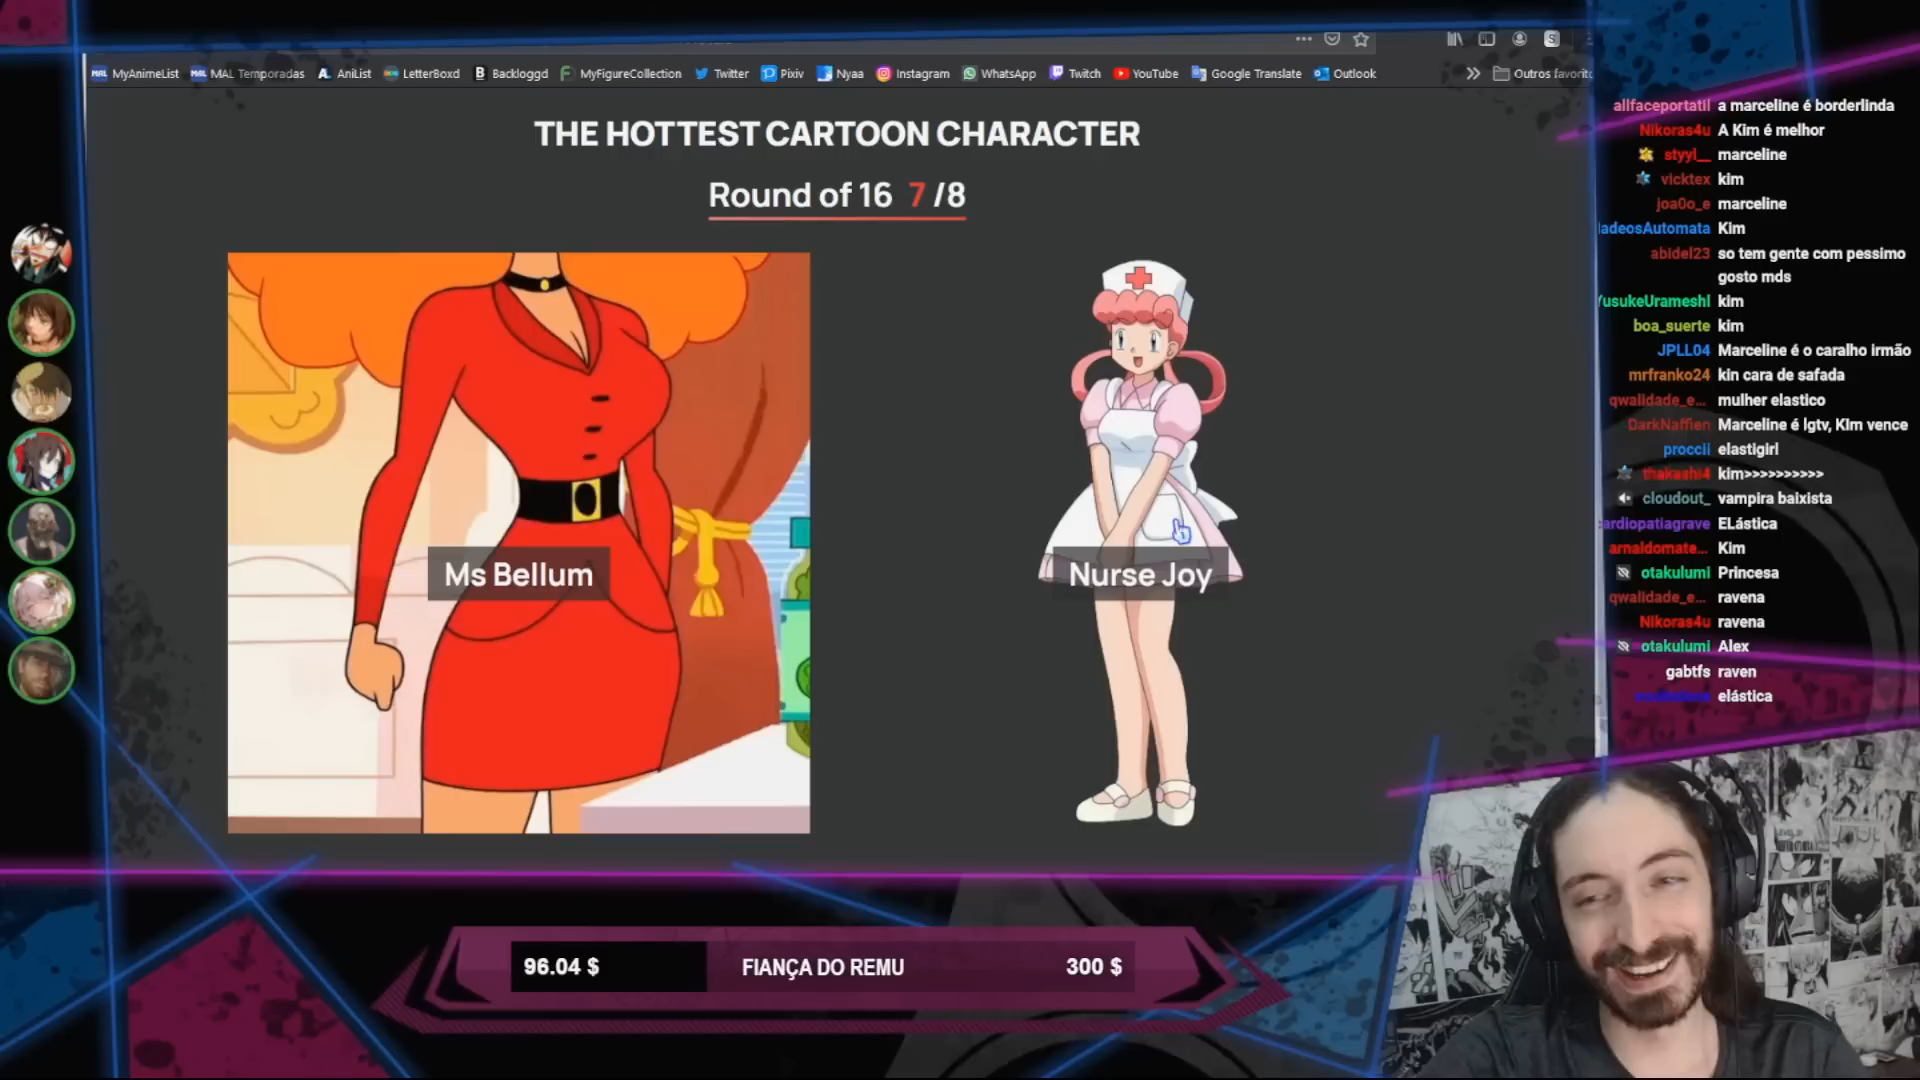 MyAnimeList MAL Temporadas AniList LetterBoxd Backloggd MyFigureCollection Twitter Pixiv Nyaa Instagram WhatsApp Twitch YouTube Google Translate Outlook Outros favorito
THE HOTTEST CARTOON CHARACTER
Round of 16 7 /8
Ms Bellum
Nurse Joy
96.04 $ FIANÇA DO REMU 300 $
allfaceportatil a marceline é borderlinda
Nikoras4u A Kim é melhor
styyl__ marceline
vicktex kim
joa0o_e marceline
ladeosAutomata Kim
abidel23 so tem gente com pessimo
gosto mds
YusukeUrameshI kim
boa_suerte kim
JPLL04 Marceline é o caralho irmão
mrfranko24 kin cara de safada
qwalidade_e... mulher elastico
DarkNaffien Marceline é lgtv, KIm vence
proccii elastigirl
thakashi4 kim>>>>>>>>>>
cloudout_ vampira baixista
ardiopatiagrave ELástica
arnaldomate... Kim
otakulumi Princesa
qwalidade_e... ravena
Nikoras4u ravena
otakulumi Alex
gabtfs raven
elástica